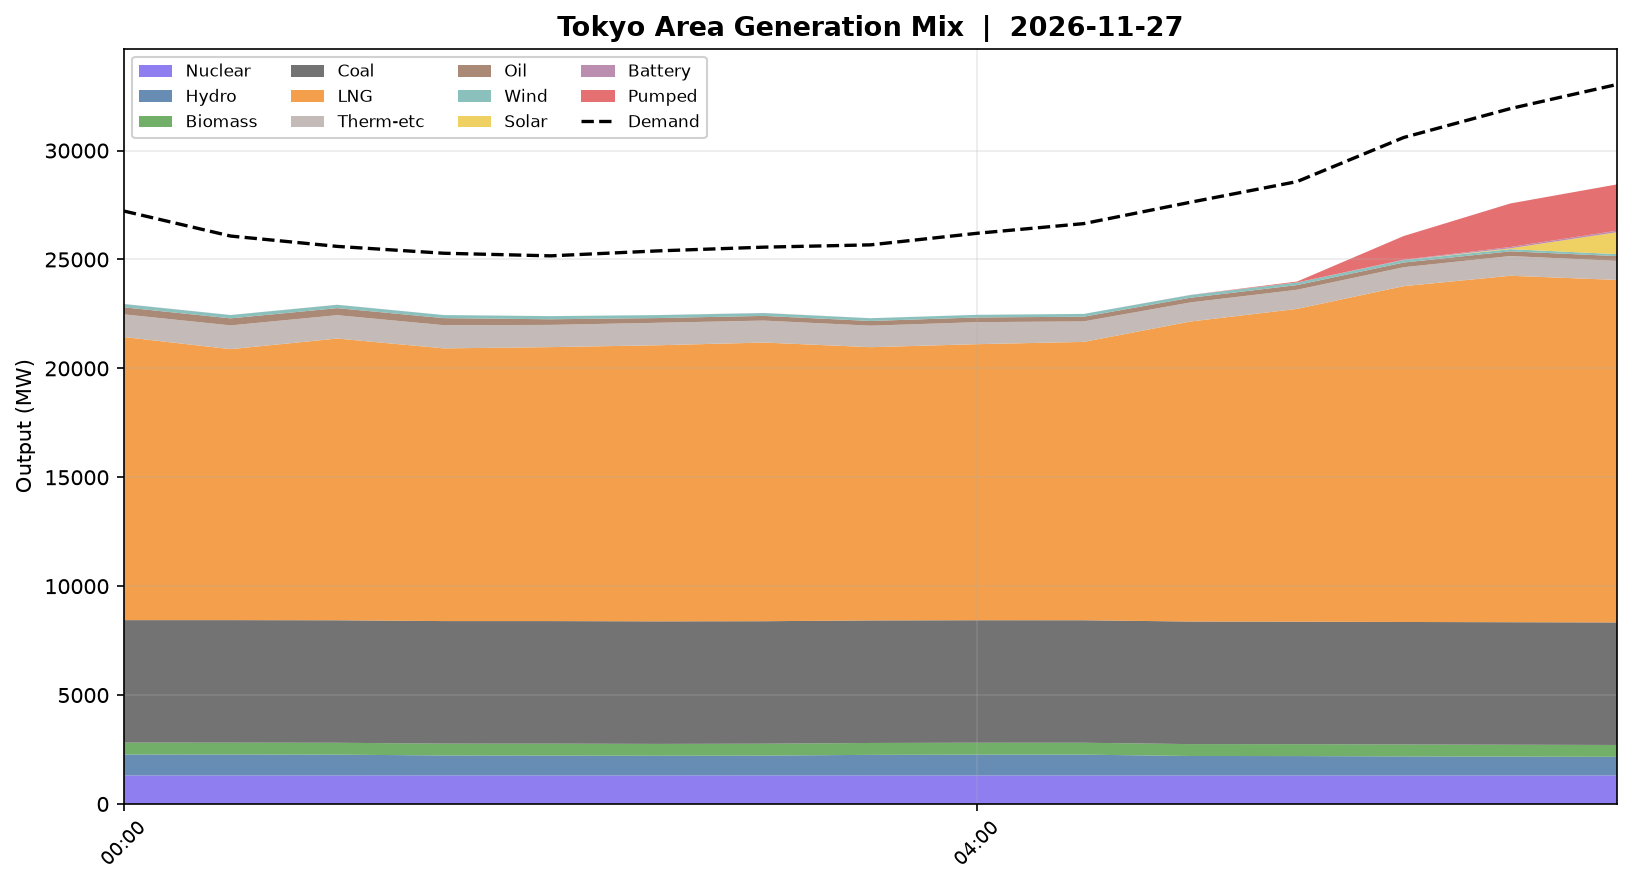 Tokyo Area Generation Mix | 2026-11-27
Nuclear Coal Oil Battery
Hydro LNG Wind Pumped
Biomass Therm-etc Solar Demand
Output (MW)
30000
25000
20000
15000
10000
5000
0
00:00 04:00